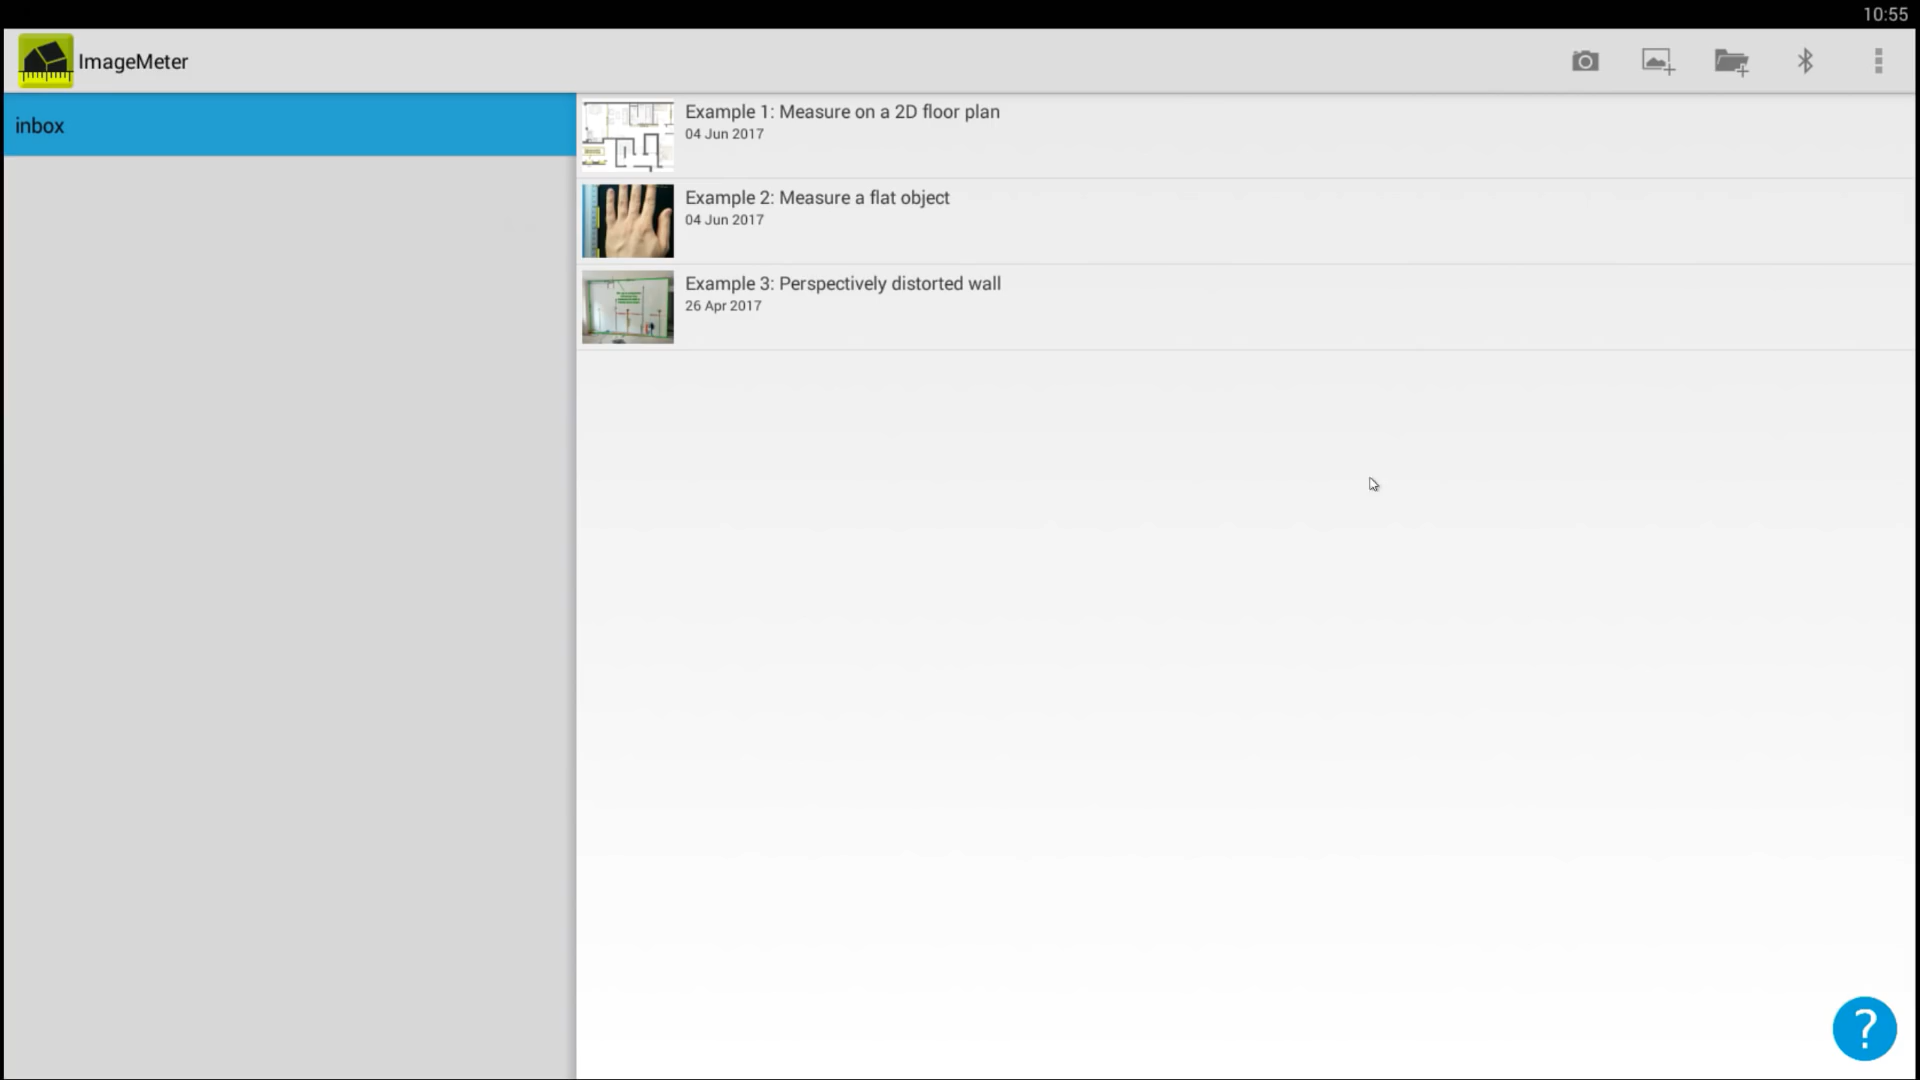 10:55
ImageMeter
inbox
Example 1: Measure on a 2D floor plan
04 Jun 2017
Example 2: Measure a flat object
04 Jun 2017
Example 3: Perspectively distorted wall
26 Apr 2017
?